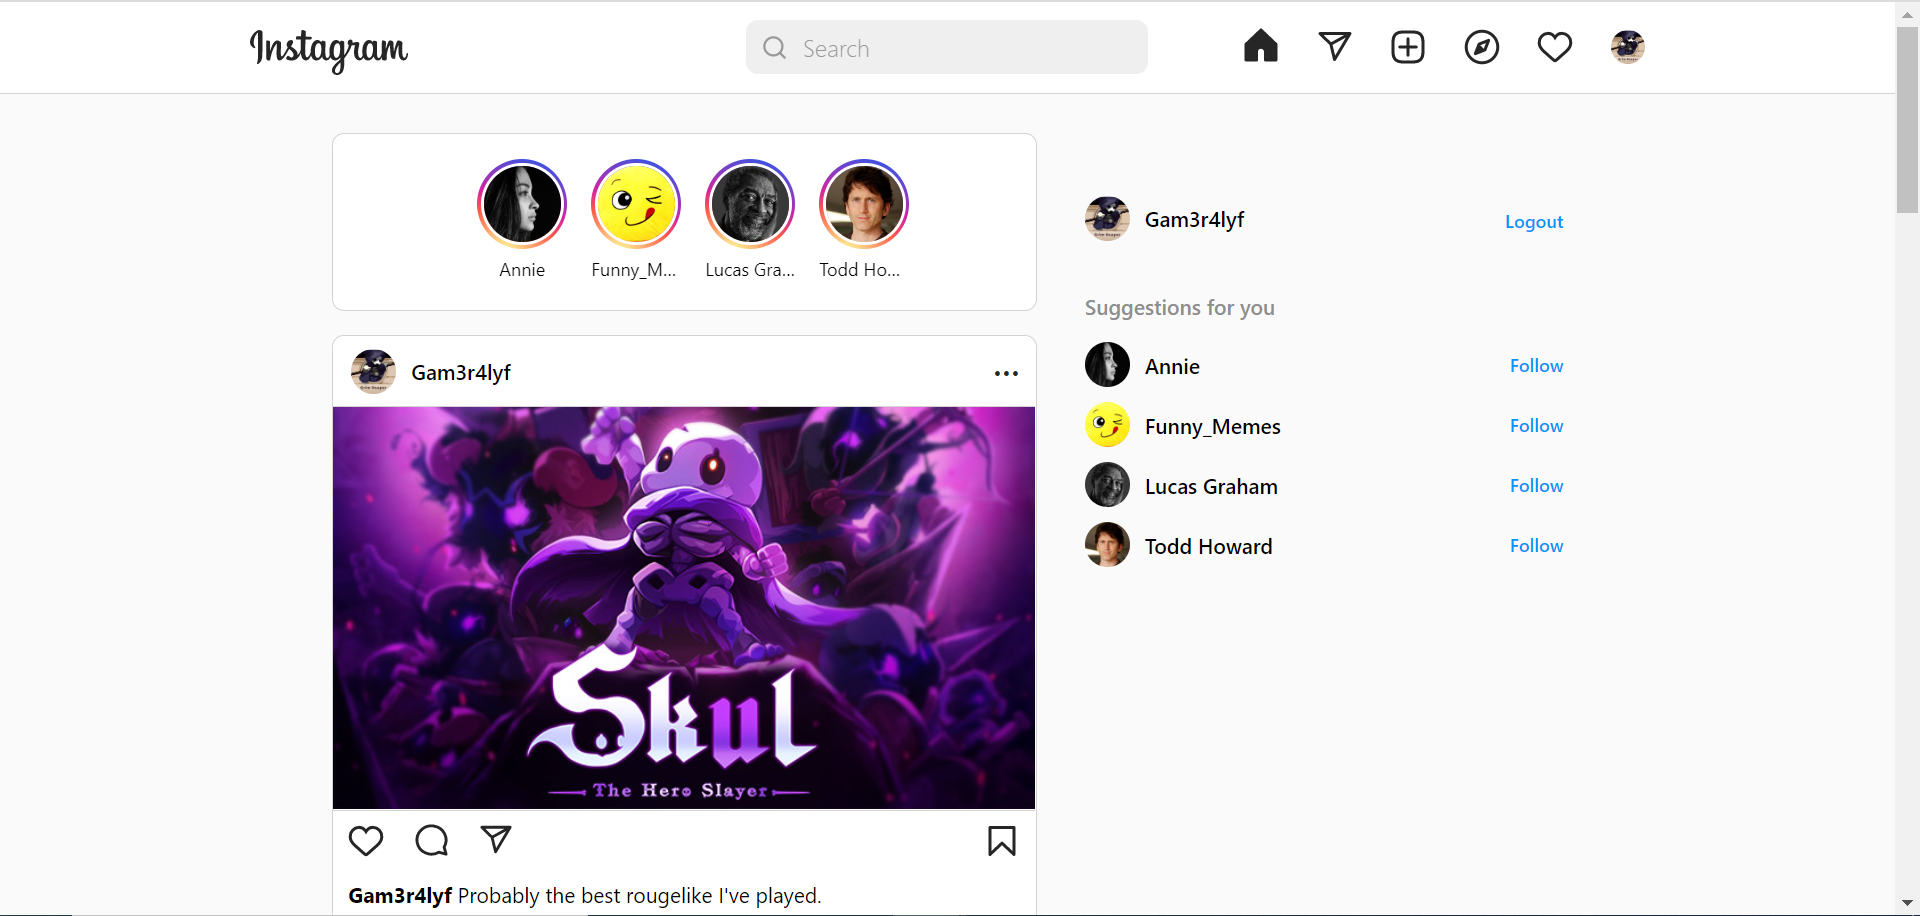 Instagram
Search
Annie
Funny_M...
Lucas Gra...
Todd Ho...
Gam3r4lyf
Logout
Suggestions for you
Annie
Follow
Funny_Memes
Follow
Lucas Graham
Follow
Todd Howard
Follow
Gam3r4lyf
Skul
The Hero Slayer
Gam3r4lyf Probably the best rougelike I've played.